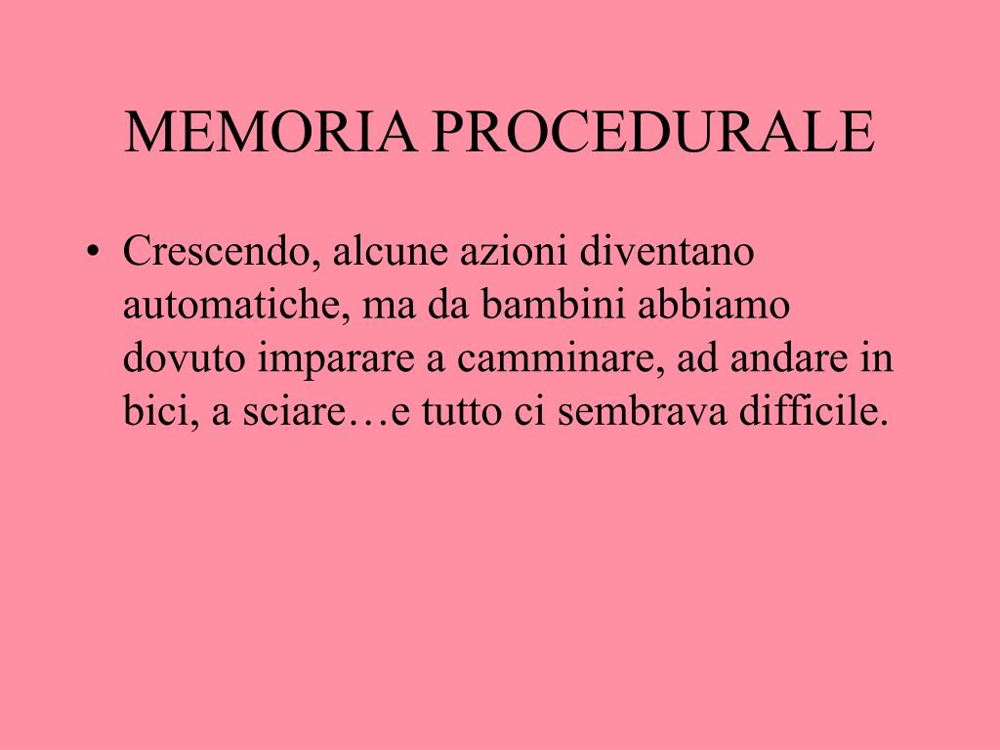 MEMORIA PROCEDURALE
• Crescendo, alcune azioni diventano
automatiche, ma da bambini abbiamo
dovuto imparare a camminare, ad andare in
bici, a sciare…e tutto ci sembrava difficile.